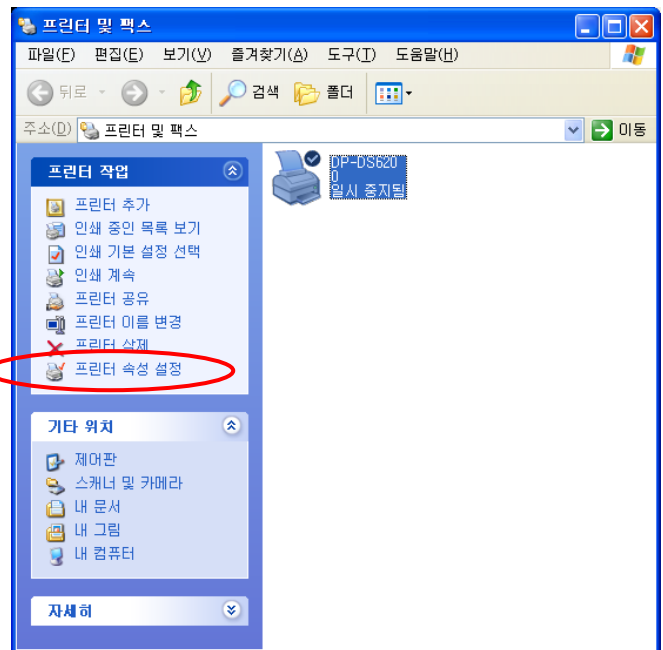 프린터 및 팩스
파일(F) 편집(E) 보기(V) 즐겨찾기(A) 도구(T) 도움말(H)
뒤로 검색 폴더
주소(D) 프린터 및 팩스 이동
프린터 작업
프린터 추가
인쇄 중인 목록 보기
인쇄 기본 설정 선택
인쇄 계속
프린터 공유
프린터 이름 변경
프린터 삭제
프린터 속성 설정
기타 위치
제어판
스캐너 및 카메라
내 문서
내 그림
내 컴퓨터
자세히
DP-DS620
0
일시 중지됨